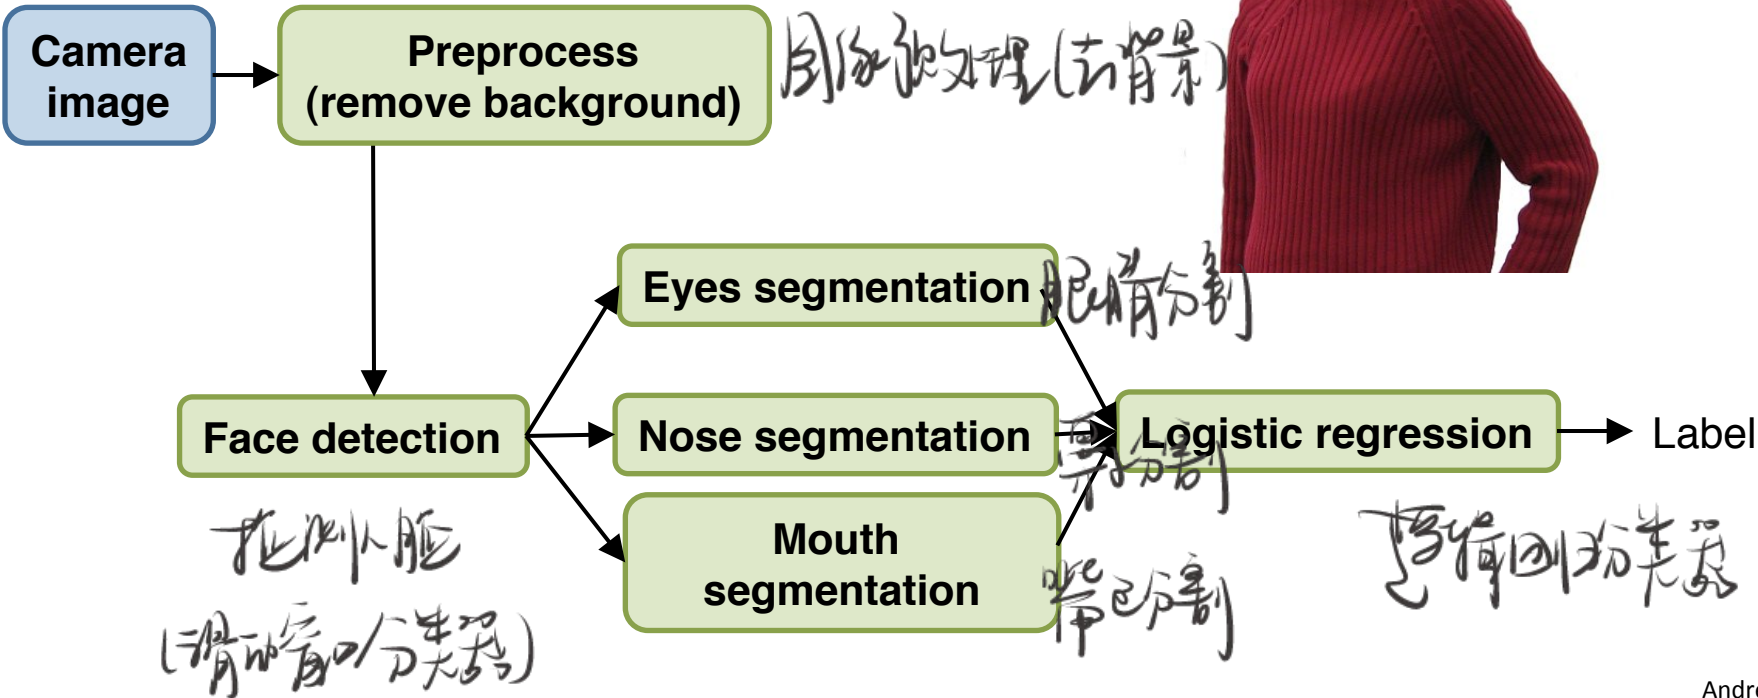 Camera
image
Preprocess
(remove background)
图像预处理(去背景)
Eyes segmentation
眼睛分割
Face detection
Nose segmentation
鼻子分割
Logistic regression
Label
检测人脸
(滑动窗口分类器)
Mouth
segmentation
嘴巴分割
逻辑回归分类器
Andre